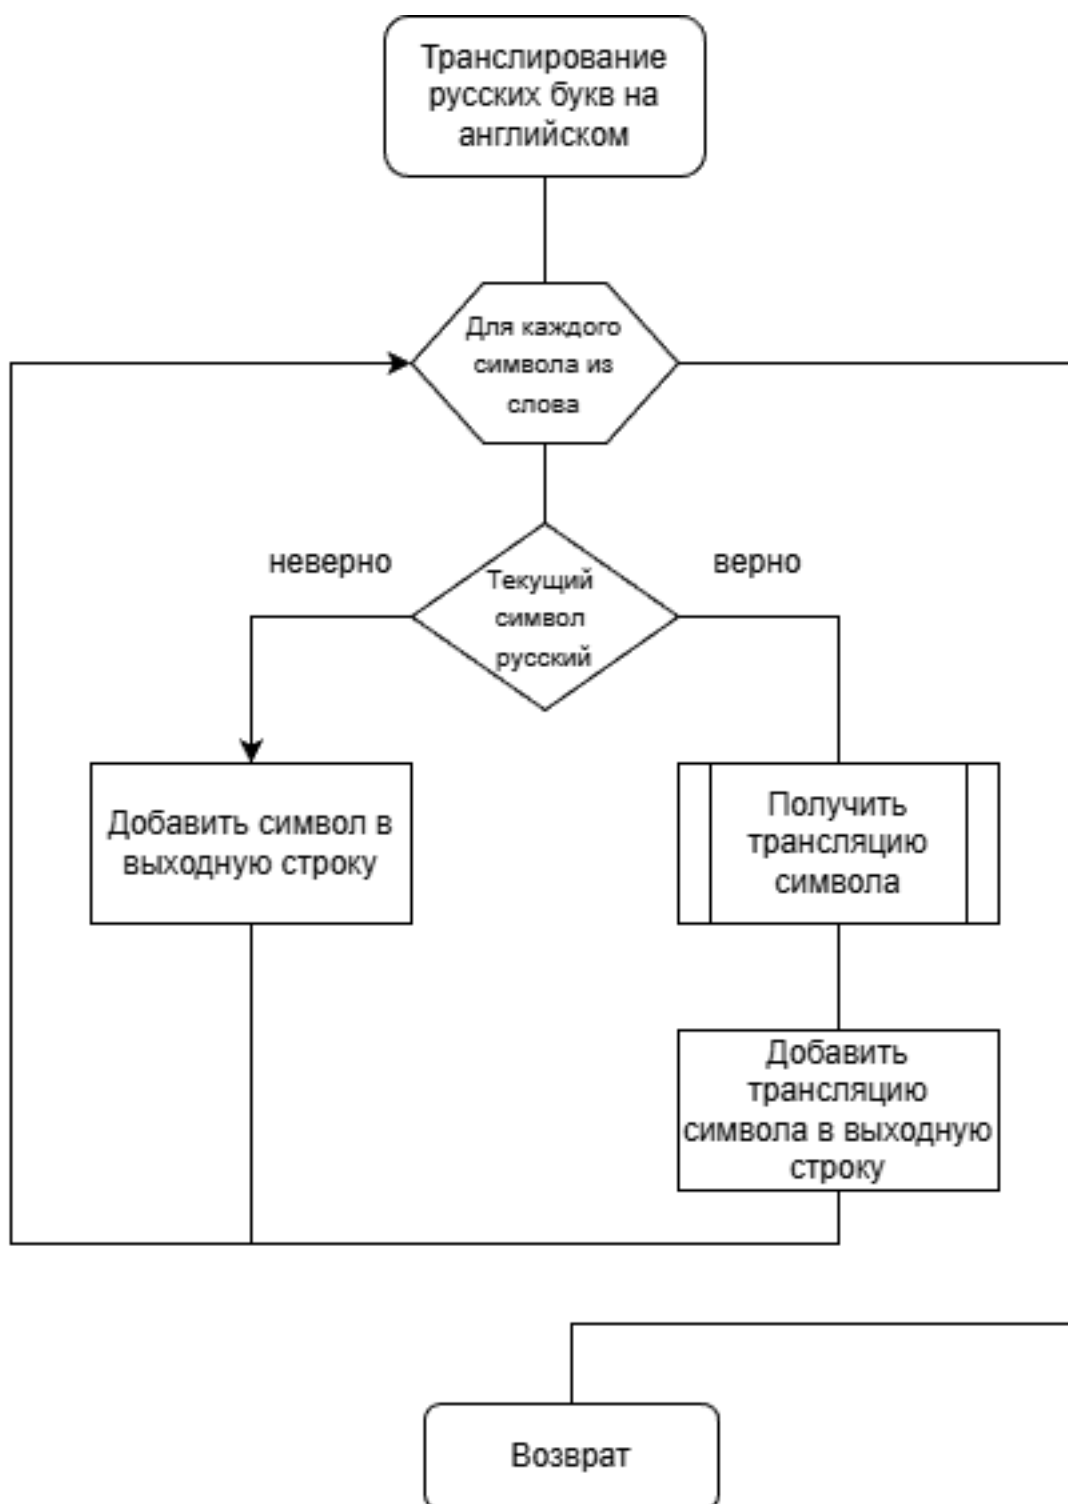 Транслирование
русских букв на
английском
Для каждого
символа из
слова
неверно
верно
Текущий
символ
русский
Добавить символ в
выходную строку
Получить
трансляцию
символа
Добавить
трансляцию
символа в выходную
строку
Возврат